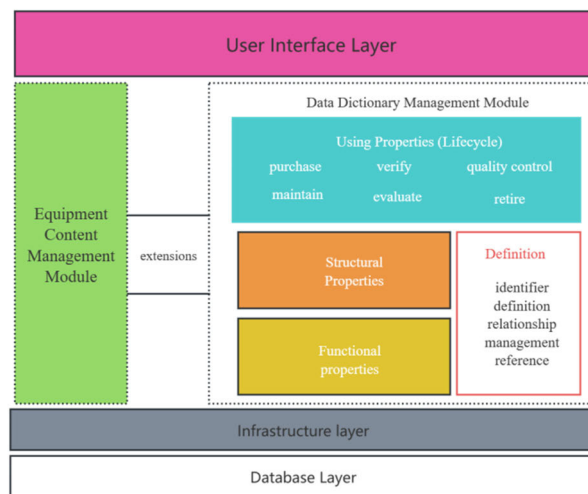 User Interface Layer
Data Dictionary Management Module
Using Properties (Lifecycle)
purchase verify quality control
maintain evaluate retire
Equipment
Content
Management
Module
extensions
Structural
Properties
Functional
properties
Definition
identifier
definition
relationship
management
reference
Infrastructure layer
Database Layer